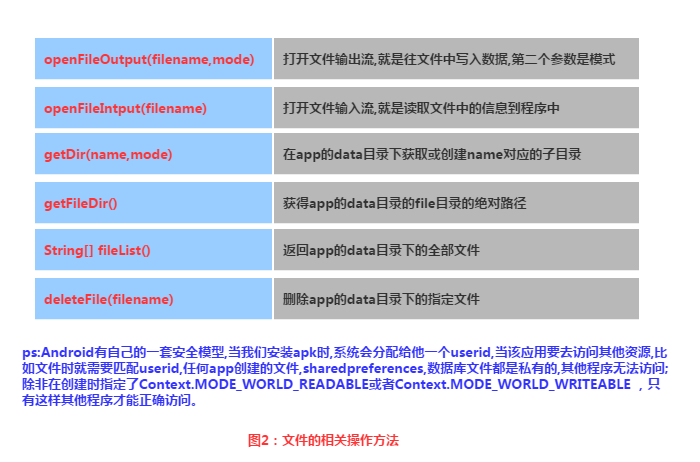 openFileOutput(filename,mode) 打开文件输出流,就是往文件中写入数据,第二个参数是模式
openFileIntput(filename) 打开文件输入流,就是读取文件中的信息到程序中
getDir(name,mode) 在app的data目录下获取或创建name对应的子目录
getFileDir() 获得app的data目录的file目录的绝对路径
String[] fileList() 返回app的data目录下的全部文件
deleteFile(filename) 删除app的data目录下的指定文件
ps:Android有自己的一套安全模型,当我们安装apk时,系统会分配给他一个userid,当该应用要去访问其他资源,比
如文件时就需要匹配userid,任何app创建的文件,sharedpreferences,数据库文件都是私有的,其他程序无法访问;
除非在创建时指定了Context.MODE_WORLD_READABLE或者Context.MODE_WORLD_WRITEABLE ，只
有这样其他程序才能正确访问。
图2：文件的相关操作方法